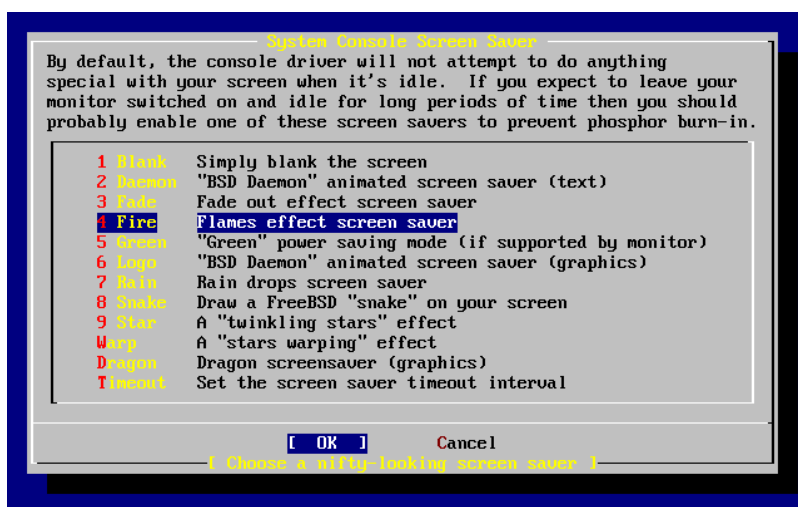 System Console Screen Saver
By default, the console driver will not attempt to do anything
special with your screen when it's idle.  If you expect to leave your
monitor switched on and idle for long periods of time then you should
probably enable one of these screen savers to prevent phosphor burn-in.
1 Blank   Simply blank the screen
2 Daemon  "BSD Daemon" animated screen saver (text)
3 Fade    Fade out effect screen saver
4 Fire    Flames effect screen saver
5 Green   "Green" power saving mode (if supported by monitor)
6 Logo    "BSD Daemon" animated screen saver (graphics)
7 Rain    Rain drops screen saver
8 Snake   Draw a FreeBSD "snake" on your screen
9 Star    A "twinkling stars" effect
Warp      A "stars warping" effect
Dragon    Dragon screensaver (graphics)
Timeout   Set the screen saver timeout interval
[  OK  ]       Cancel
[ Choose a nifty-looking screen saver ]